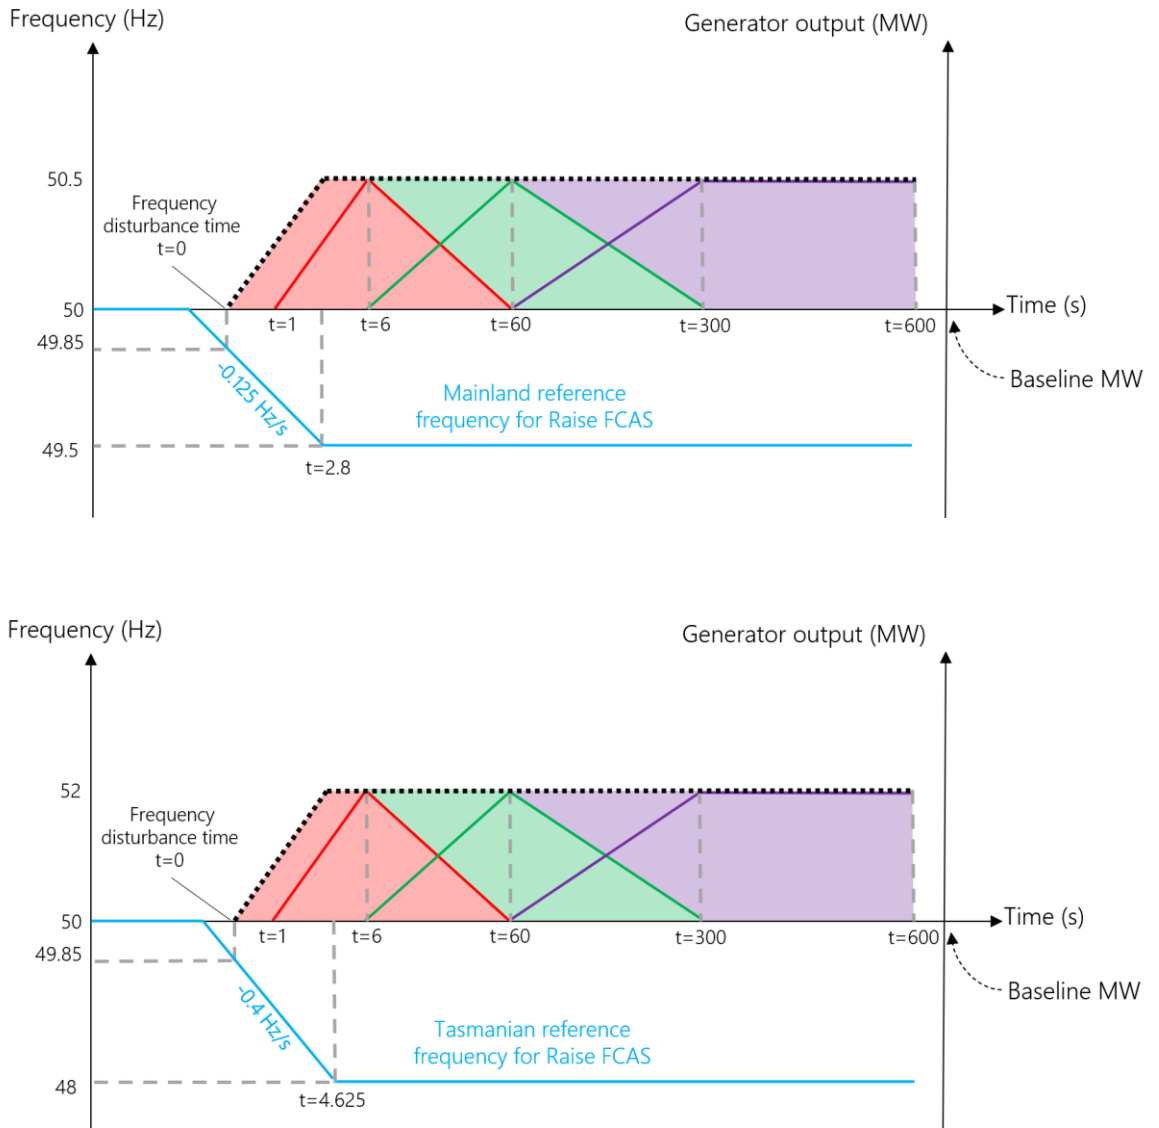 Frequency (Hz)
Generator output (MW)
50.5
Frequency
disturbance time
t=0
50
Time (s)
t=1
t=6
t=60
t=300
t=600
49.85
-0.125 Hz/s
Baseline MW
Mainland reference
frequency for Raise FCAS
49.5
t=2.8
Frequency (Hz)
Generator output (MW)
52
Frequency
disturbance time
t=0
50
Time (s)
t=1
t=6
t=60
t=300
t=600
49.85
-0.4 Hz/s
Baseline MW
Tasmanian reference
frequency for Raise FCAS
48
t=4.625